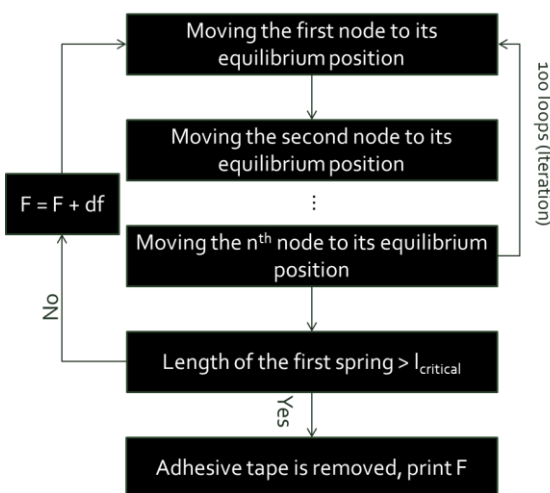 Moving the first node to its
equilibrium position
100 loops (Iteration)
Moving the second node to its
equilibrium position
F = F + df
...
Moving the nth node to its equilibrium
position
No
Length of the first spring > lcritical
Yes
Adhesive tape is removed, print F